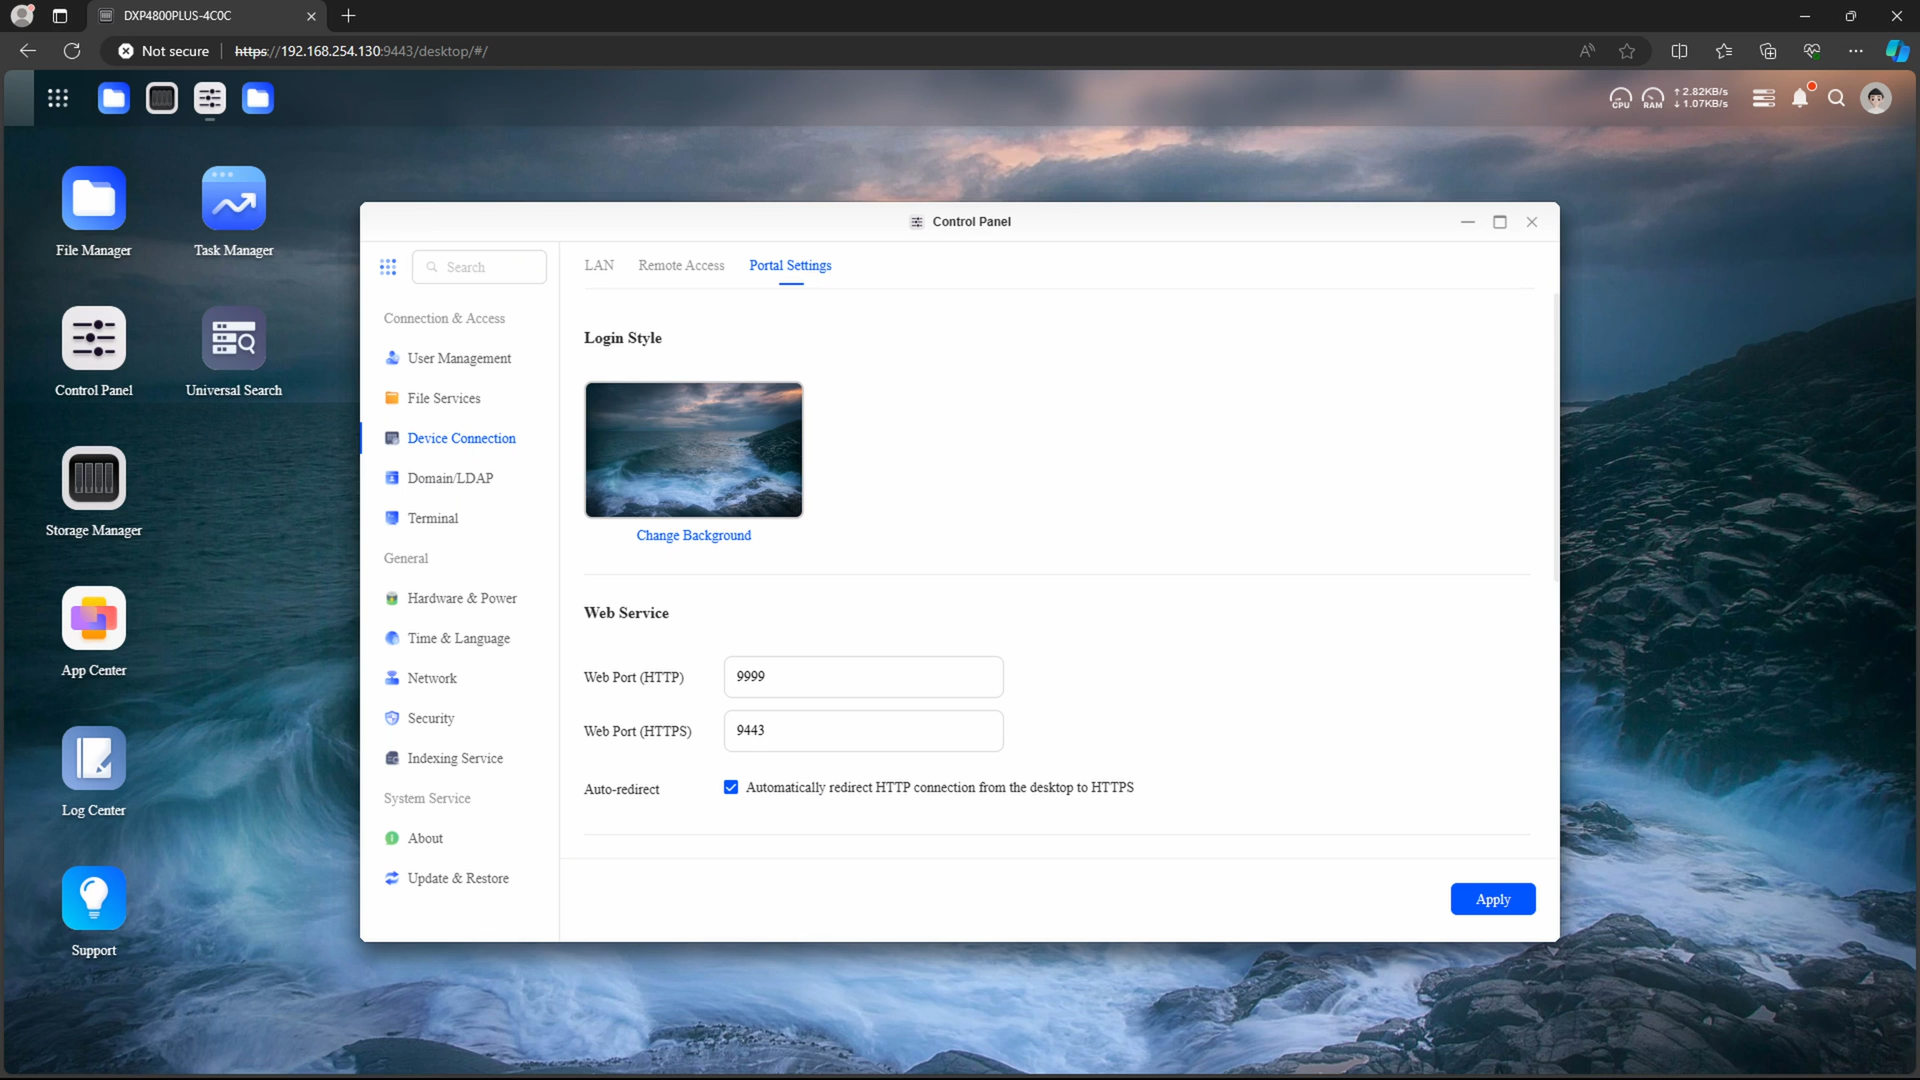 DXP4800PLUS-4C0C
Not secure
https://192.168.254.130:9443/desktop/#/
CPU
RAM
↑ 2.82KB/s
↓ 1.07KB/s
File Manager
Task Manager
Control Panel
Universal Search
Storage Manager
App Center
Log Center
Support
Control Panel
Search
Connection & Access
User Management
File Services
Device Connection
Domain/LDAP
Terminal
General
Hardware & Power
Time & Language
Network
Security
Indexing Service
System Service
About
Update & Restore
LAN
Remote Access
Portal Settings
Login Style
Change Background
Web Service
Web Port (HTTP)
9999
Web Port (HTTPS)
9443
Auto-redirect
Automatically redirect HTTP connection from the desktop to HTTPS
Apply